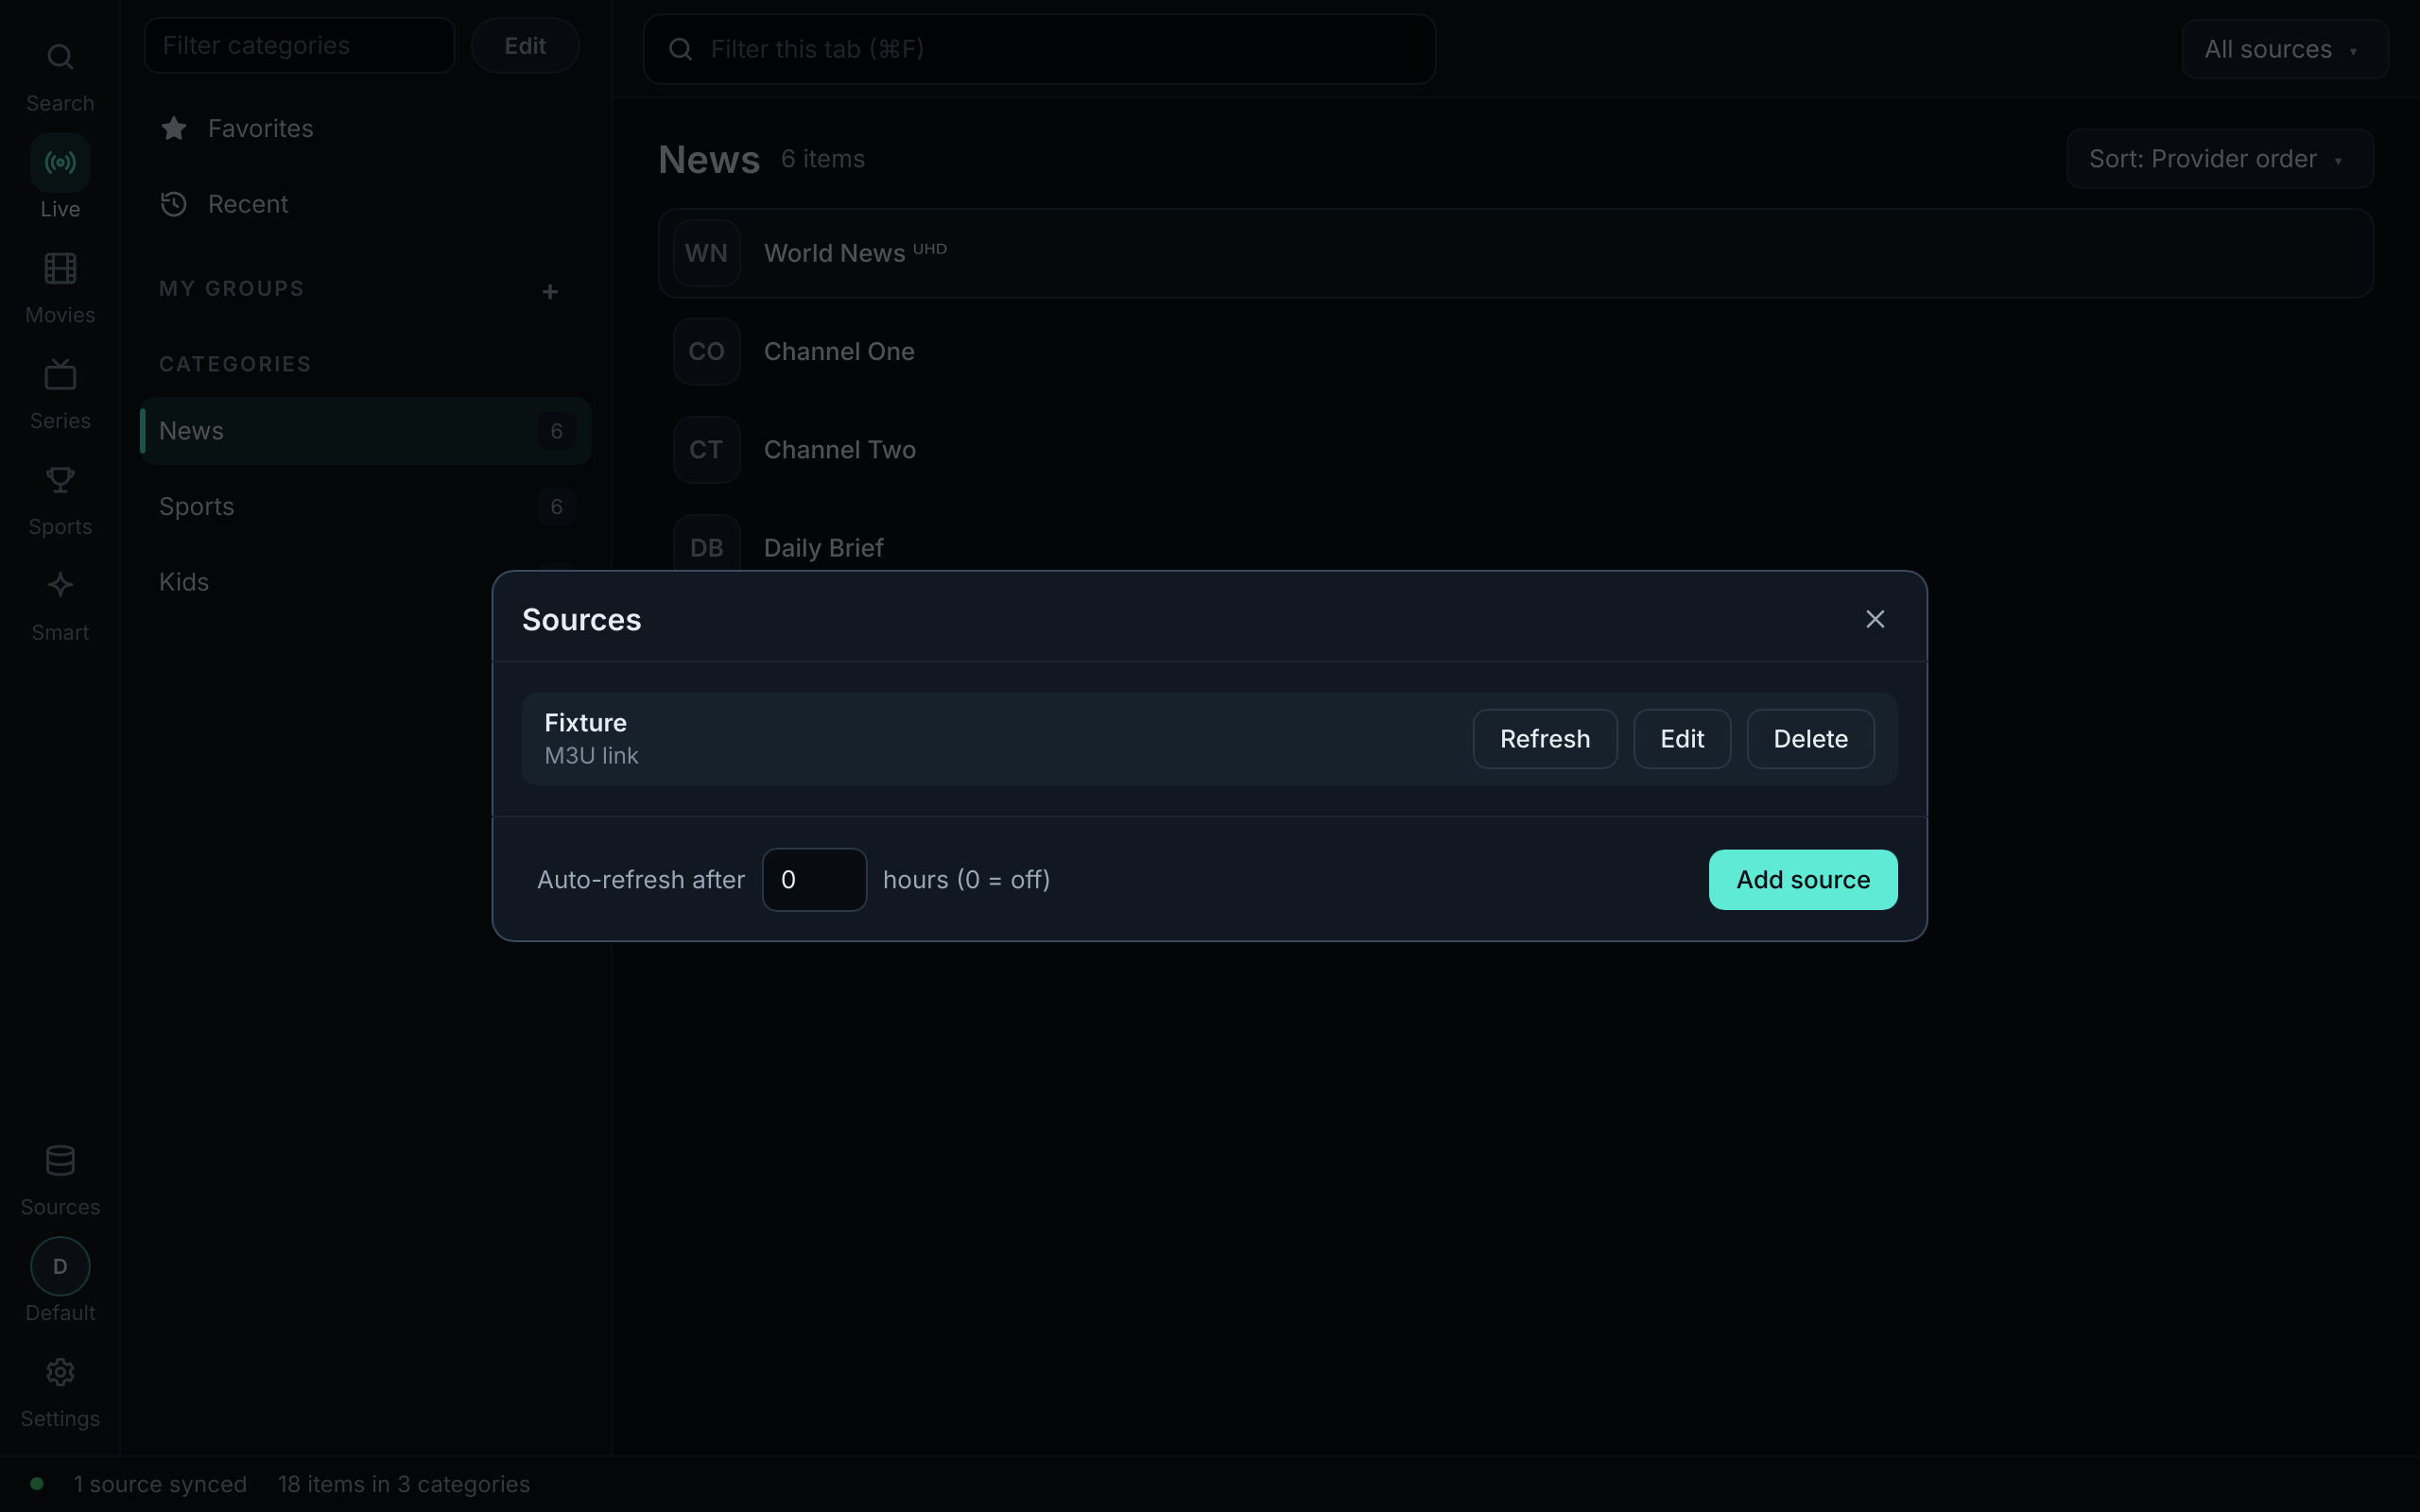 Search
Live
Movies
Series
Sports
Smart
Sources
D
Default
Settings
Filter categories
Edit
Favorites
Recent
MY GROUPS +
CATEGORIES
News 6
Sports 6
Kids
Filter this tab (⌘F)
All sources
News 6 items
Sort: Provider order
WN World News ᵁᴴᴰ
CO Channel One
CT Channel Two
DB Daily Brief
Sources
Fixture
M3U link
Refresh
Edit
Delete
Auto-refresh after 0 hours (0 = off)
Add source
1 source synced 18 items in 3 categories